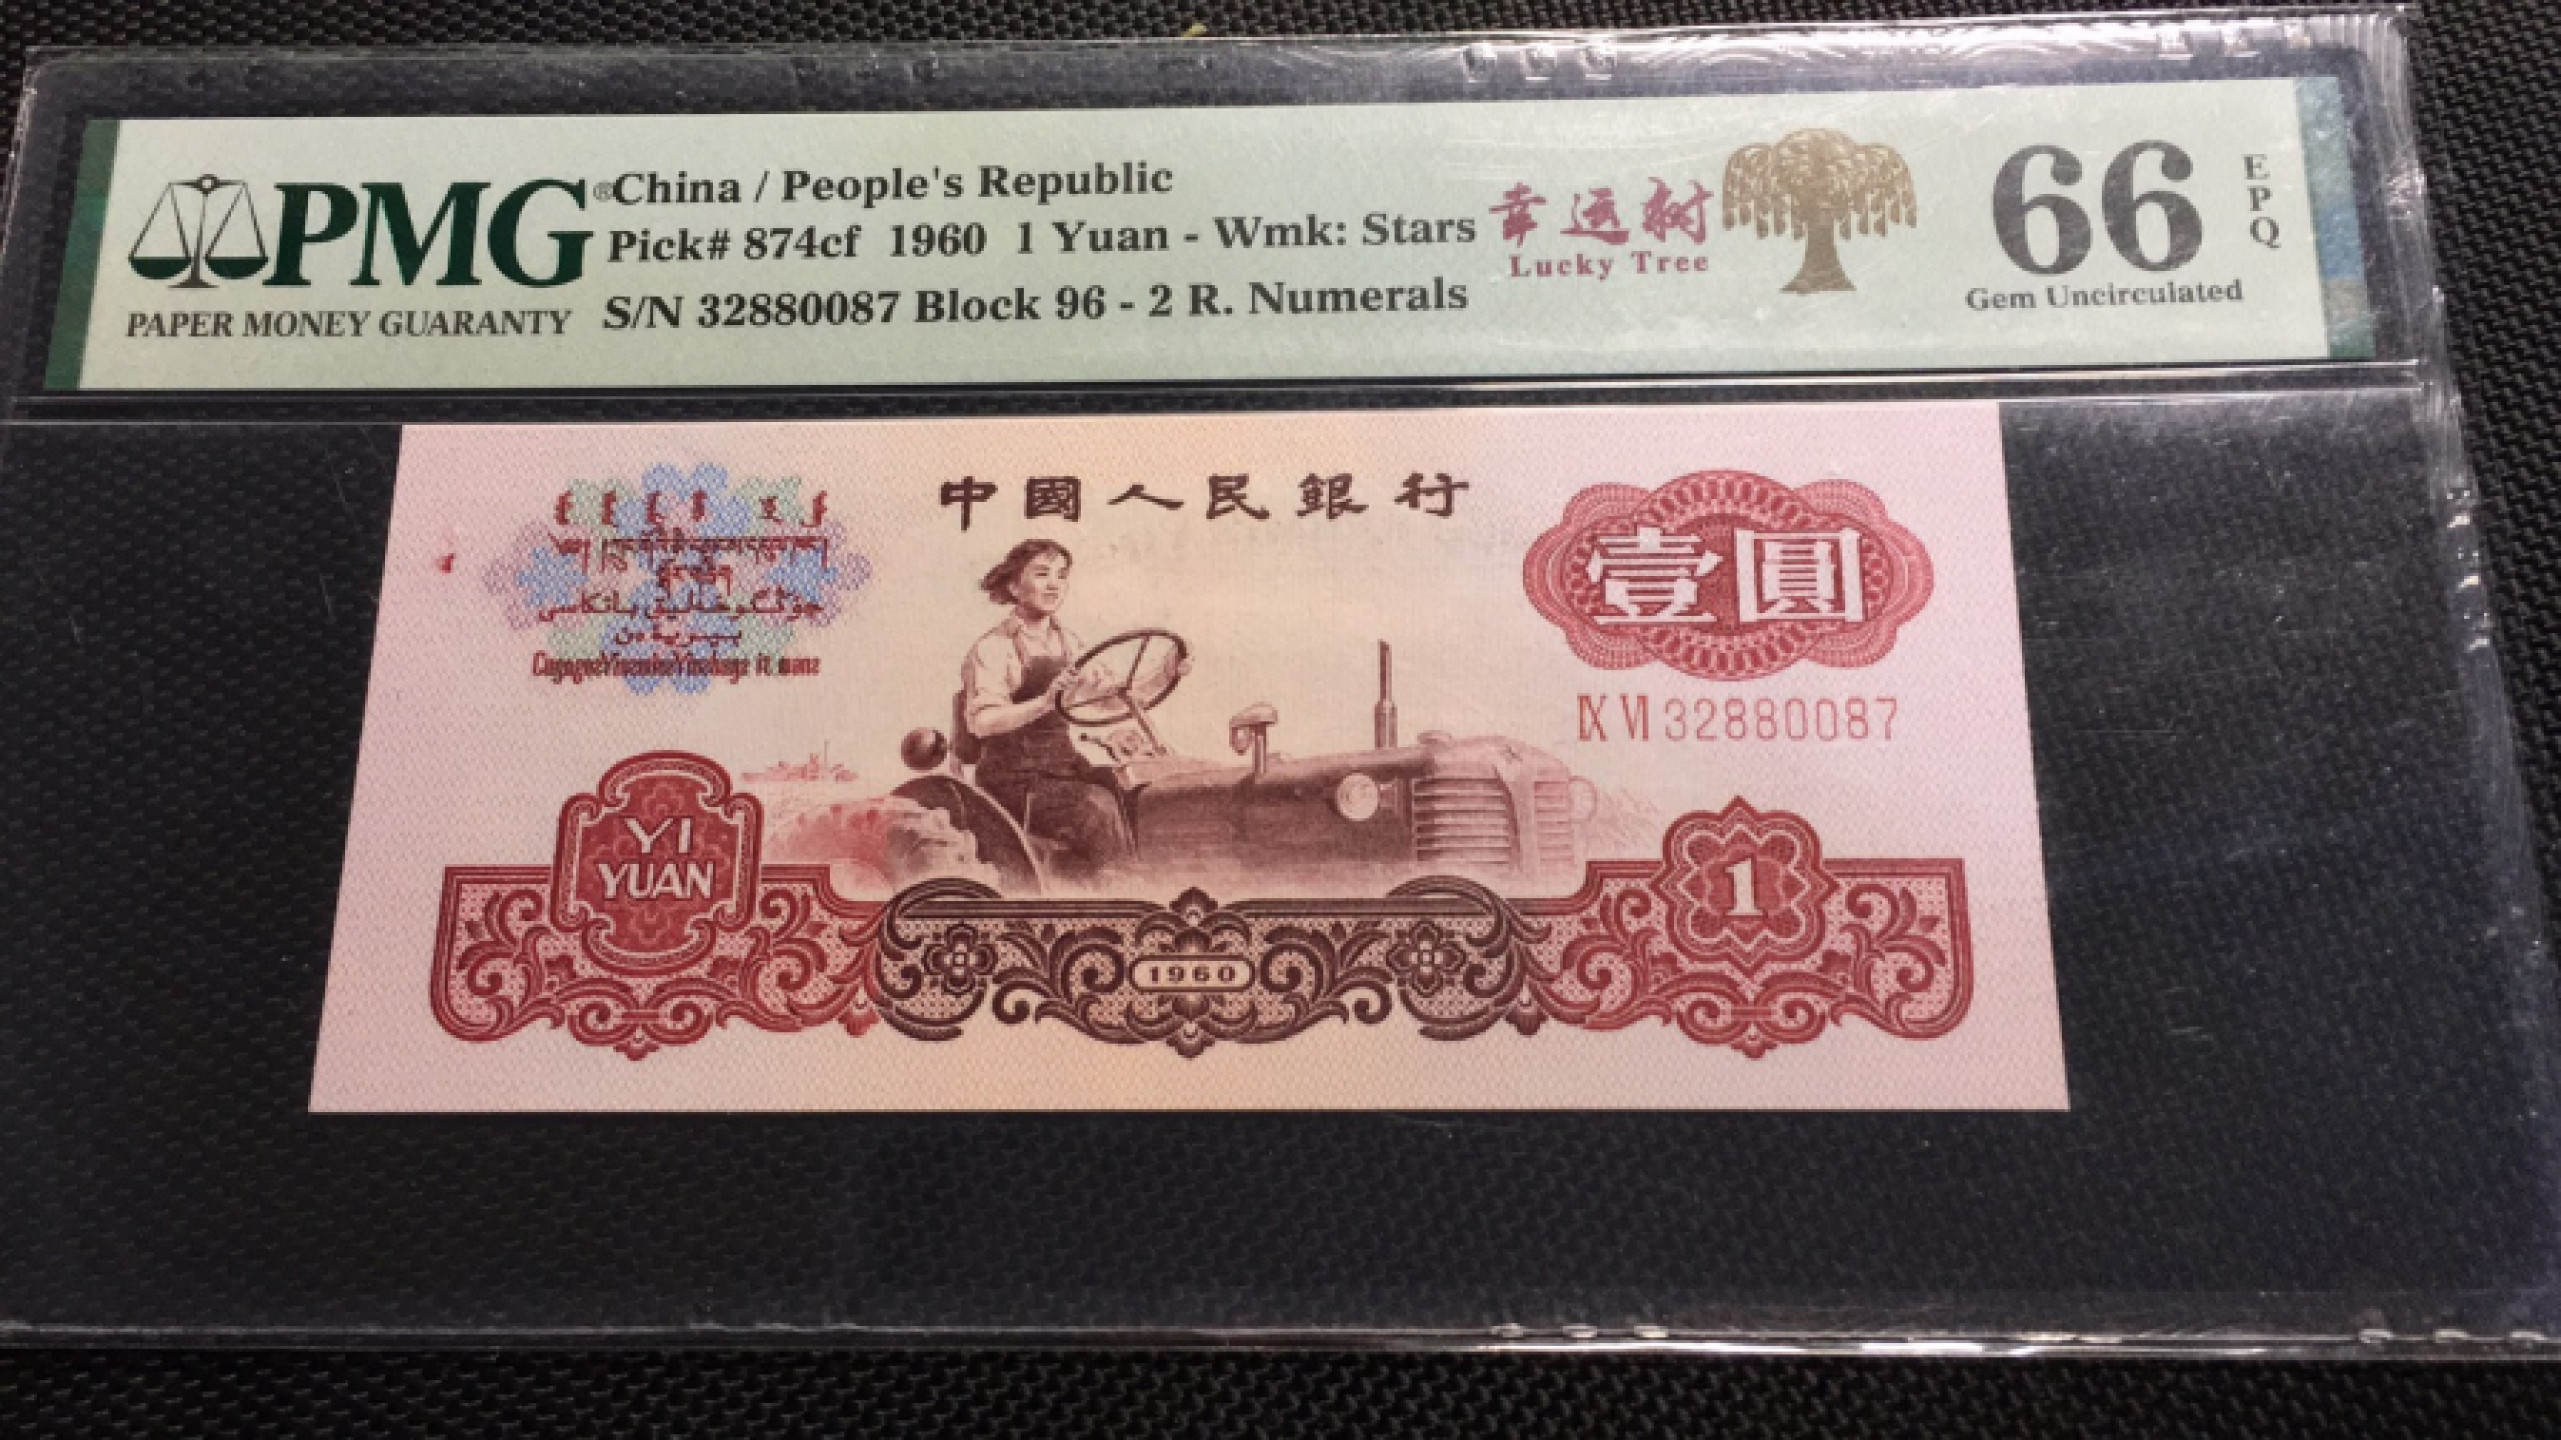 PMG®
PAPER MONEY GUARANTY
China / People's Republic
Pick# 874cf 1960 1 Yuan - Wmk: Stars
S/N 32880087 Block 96 - 2 R. Numerals
幸运树
Lucky Tree
66
EPQ
Gem Uncirculated
中國人民銀行
壹圓
IX VI 32880087
YI
YUAN
1
1960